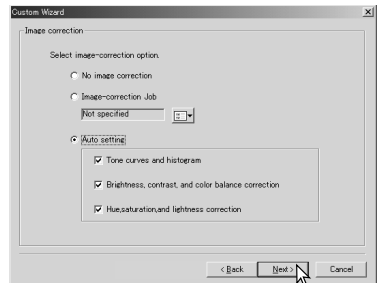 Custom Wizard
Image correction
Select image-correction option.
No image correction
Image-correction Job
Not specified
Auto setting
Tone curves and histogram
Brightness, contrast, and color balance correction
Hue,saturation,and lightness correction
< Back Next > Cancel